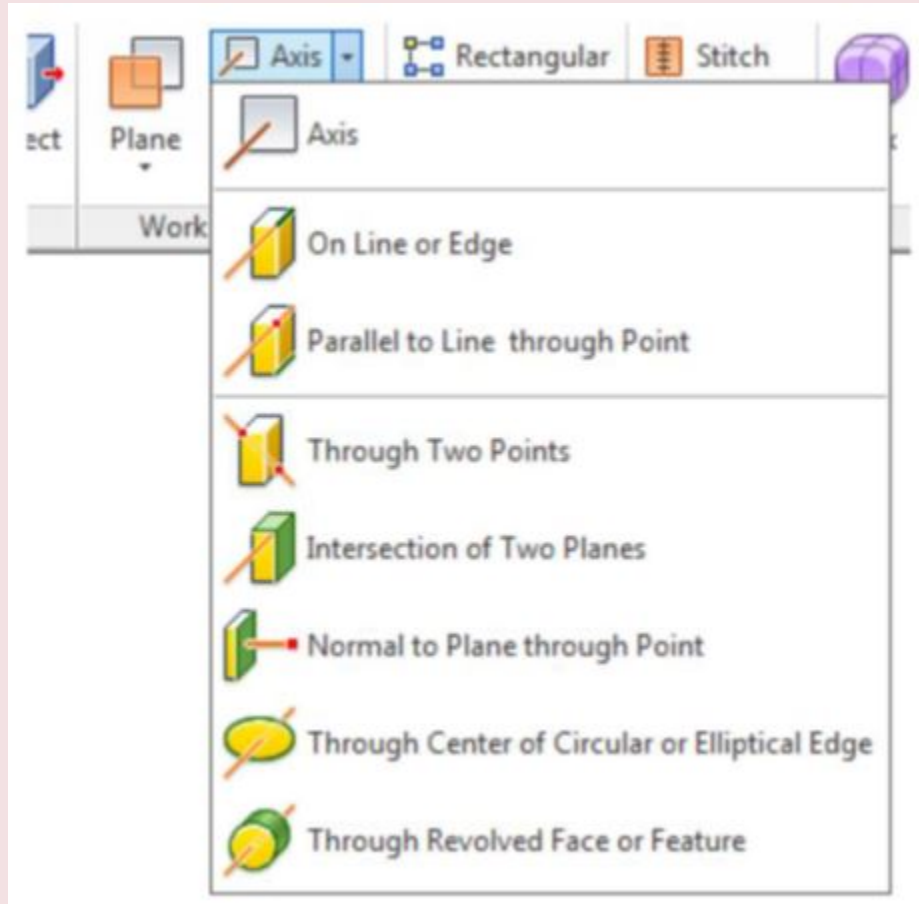 Axis Rectangular Stitch
ect Plane Axis
Work
On Line or Edge
Parallel to Line through Point
Through Two Points
Intersection of Two Planes
Normal to Plane through Point
Through Center of Circular or Elliptical Edge
Through Revolved Face or Feature